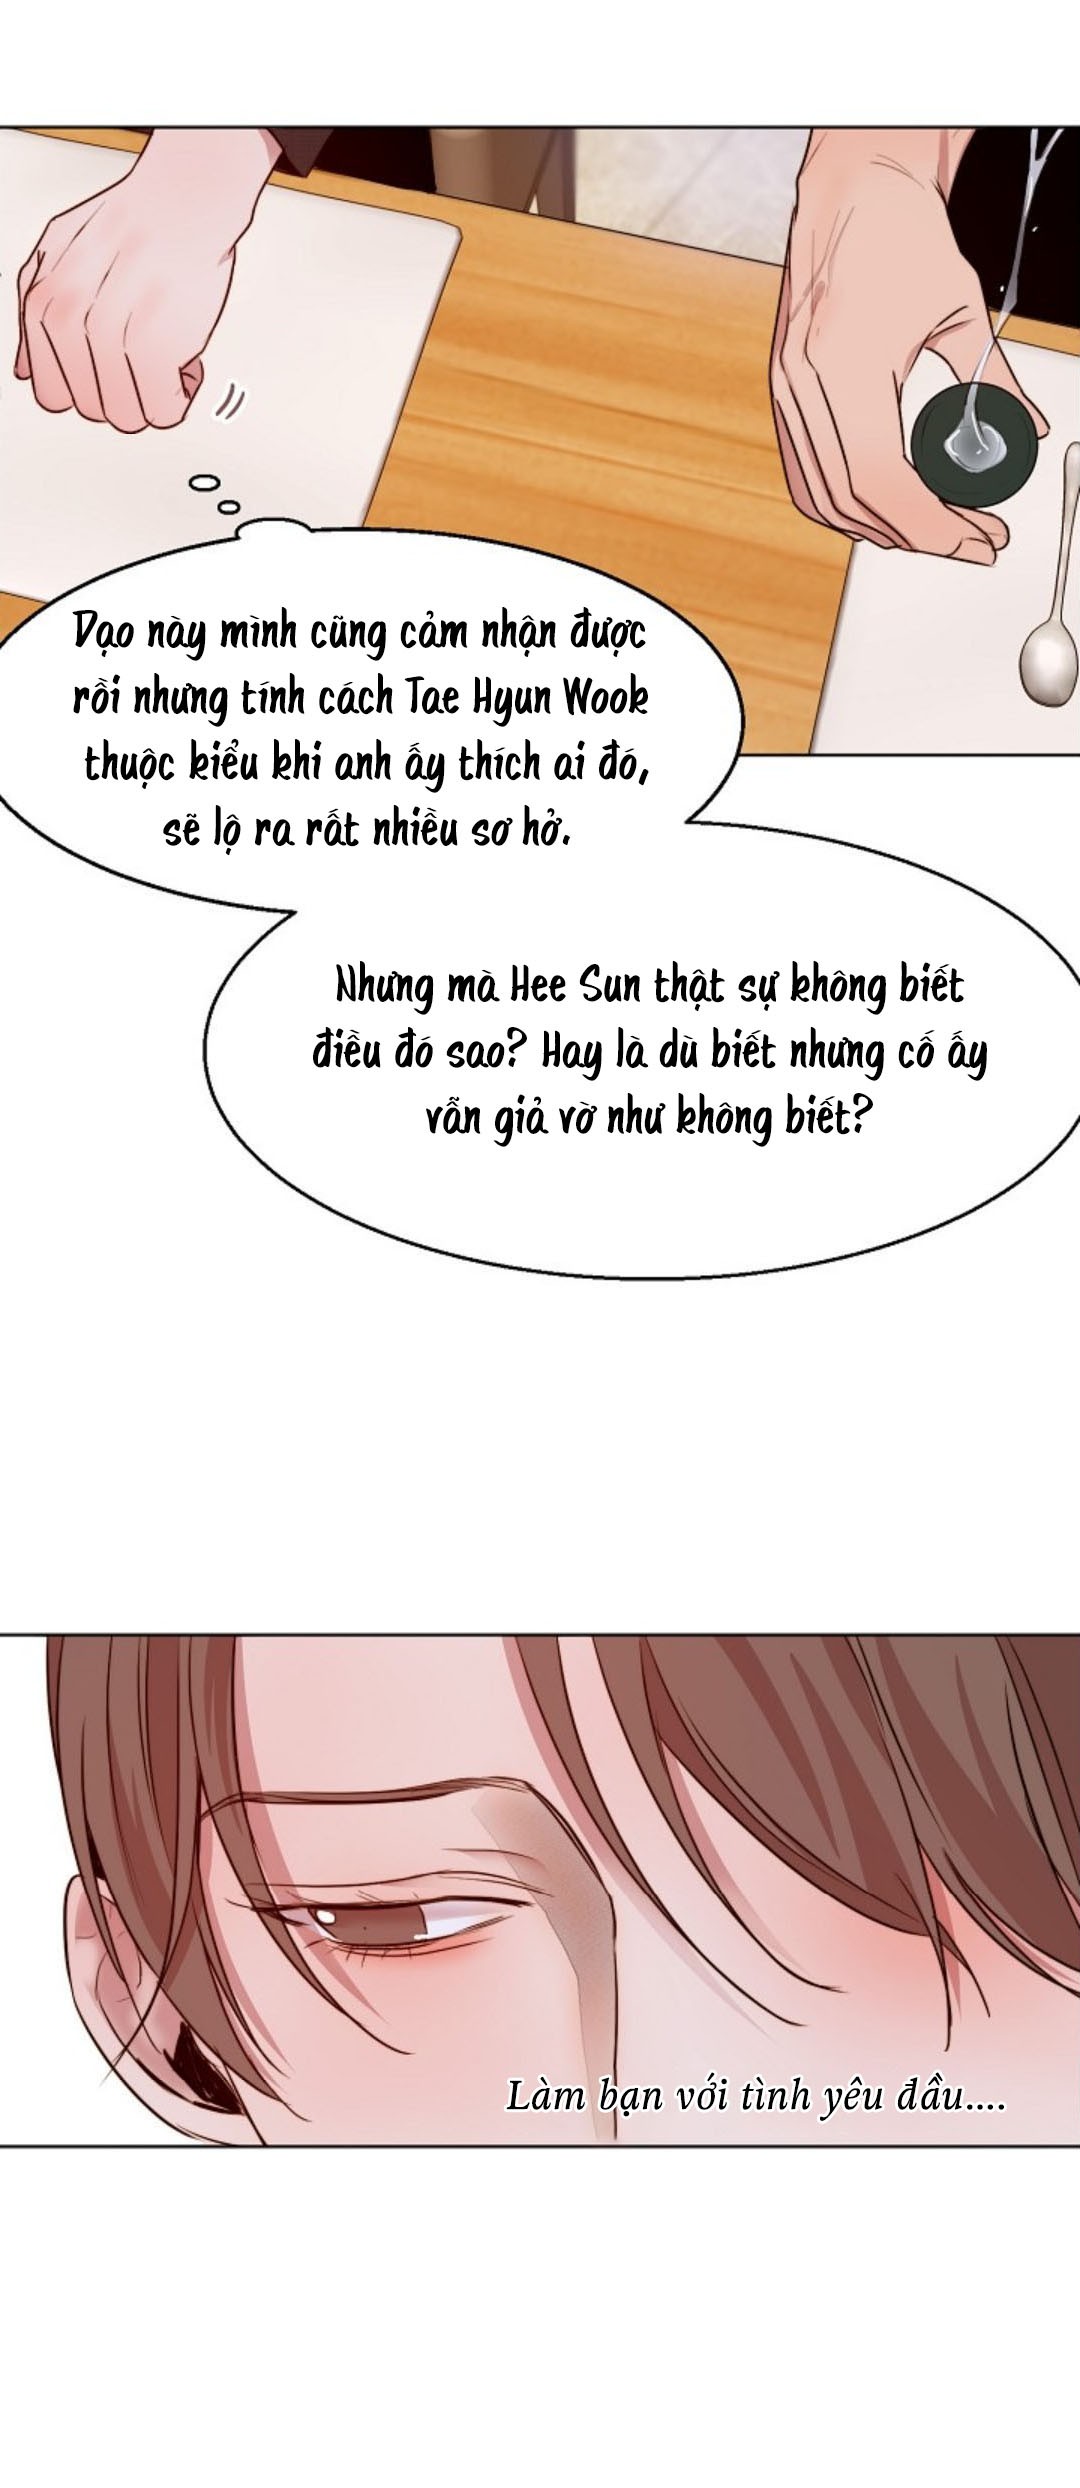 Dạo này mình cũng cảm nhận được
rồi nhưng tính cách Tae Hyun Wook
thuộc kiểu khi anh ấy thích ai đó,
sẽ lộ ra rất nhiều sơ hở.
Nhưng mà Hee Sun thật sự không biết
điều đó sao? Hay là dù biết nhưng cố ấy
vẫn giả vờ như không biết?
Làm bạn với tình yêu đầu....